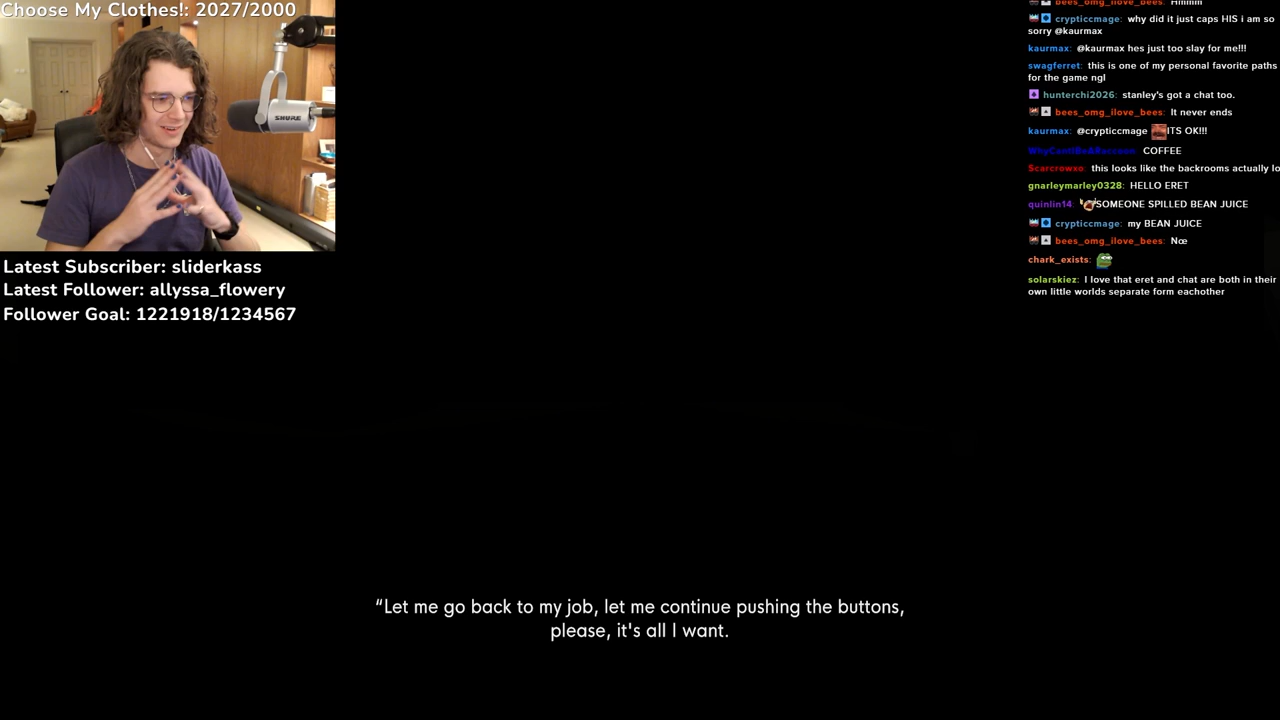 Choose My Clothes!: 2027/2000
SHURE
Latest Subscriber: sliderkass
Latest Follower: allyssa_flowery
Follower Goal: 1221918/1234567
bees_omg_ilove_bees: Hmmm
crypticcmage: why did it just caps HIS i am so
sorry @kaurmax
kaurmax: @kaurmax hes just too slay for me!!!
swagferret: this is one of my personal favorite paths
for the game ngl
hunterchi2026: stanley's got a chat too.
bees_omg_ilove_bees: It never ends
kaurmax: @crypticcmage ITS OK!!!
WhyCantIBeARaccoon: COFFEE
Scarcrowxo: this looks like the backrooms actually lo
gnarleymarley0328: HELLO ERET
quinlin14: SOMEONE SPILLED BEAN JUICE
crypticcmage: my BEAN JUICE
bees_omg_ilove_bees: Nœ
chark_exists:
solarskiez: I love that eret and chat are both in their
own little worlds separate form eachother
“Let me go back to my job, let me continue pushing the buttons,
please, it's all I want.